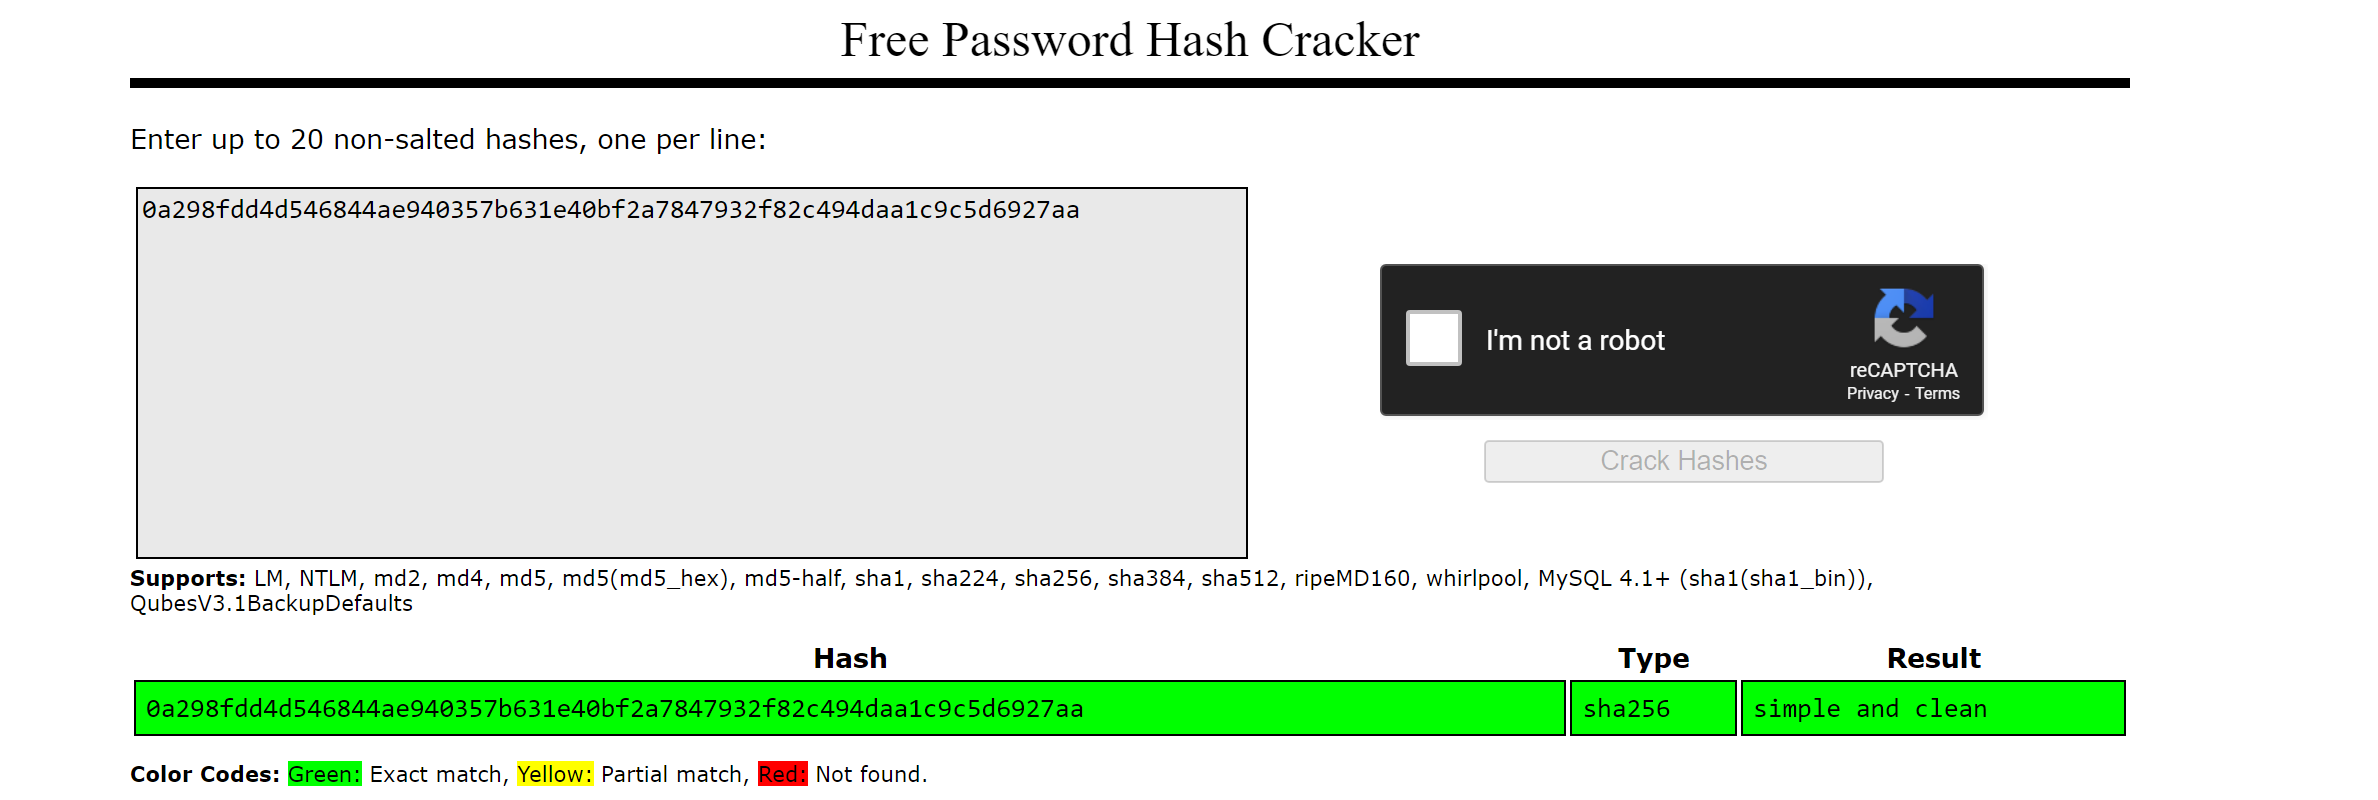 Free Password Hash Cracker
Enter up to 20 non-salted hashes, one per line:
0a298fdd4d546844ae940357b631e40bf2a7847932f82c494daa1c9c5d6927aa
I'm not a robot
reCAPTCHA
Privacy - Terms
Crack Hashes
Supports: LM, NTLM, md2, md4, md5, md5(md5_hex), md5-half, sha1, sha224, sha256, sha384, sha512, ripeMD160, whirlpool, MySQL 4.1+ (sha1(sha1_bin)),
QubesV3.1BackupDefaults
Hash Type Result
0a298fdd4d546844ae940357b631e40bf2a7847932f82c494daa1c9c5d6927aa sha256 simple and clean
Color Codes: Green: Exact match, Yellow: Partial match, Red: Not found.